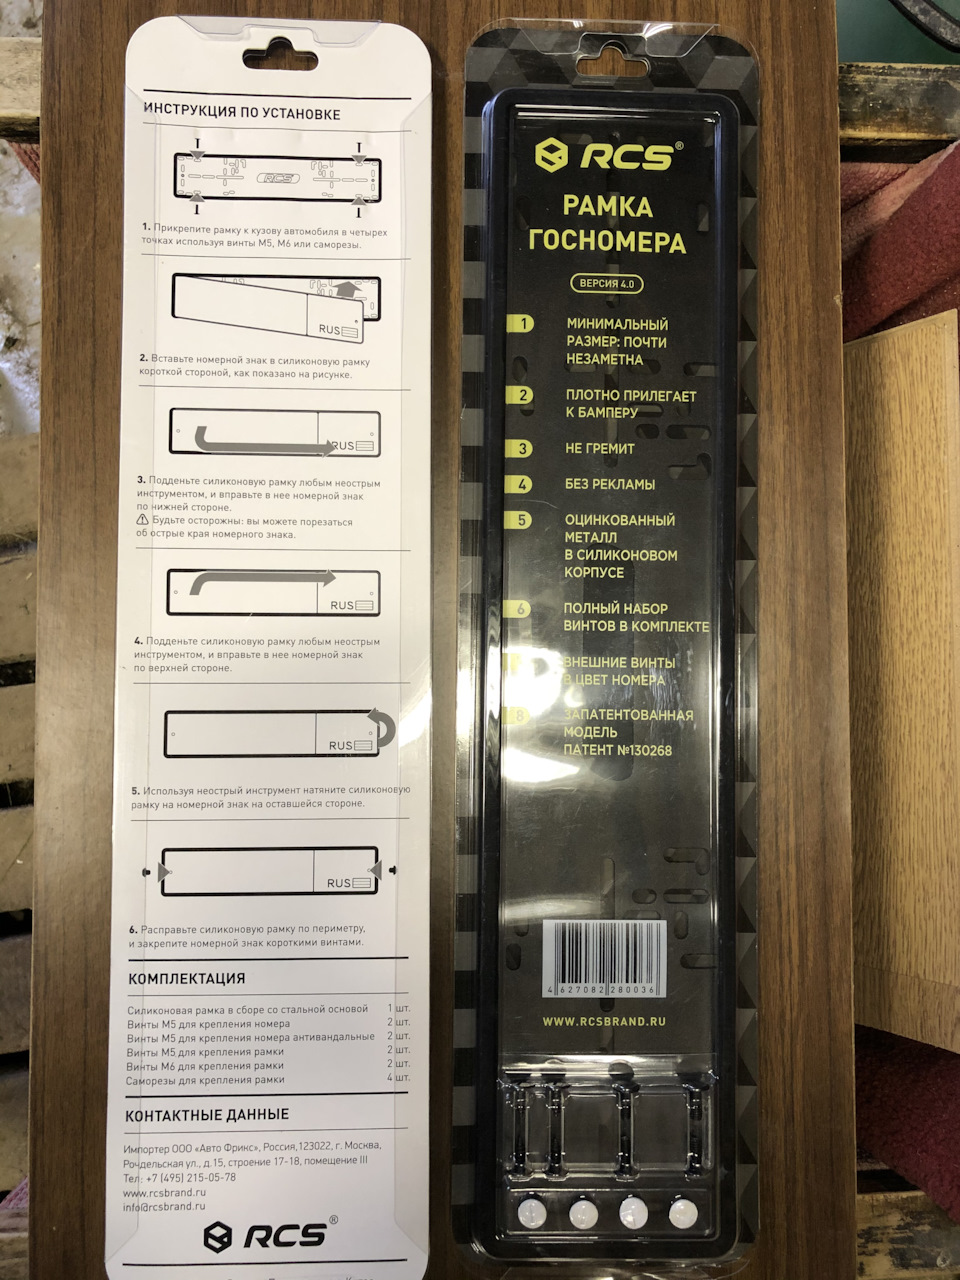 ИНСТРУКЦИЯ ПО УСТАНОВКЕ
RCS
1. Прикрепите рамку к кузову автомобиля в четырех
точках используя винты М5, М6 или саморезы.
RUS
2. Вставьте номерной знак в силиконовую рамку
короткой стороной, как показано на рисунке.
RUS
3. Подденьте силиконовую рамку любым неострым
инструментом, и вправьте в нее номерной знак
по нижней стороне.
Будьте осторожны: вы можете порезаться
об острые края номерного знака.
RUS
4. Подденьте силиконовую рамку любым неострым
инструментом, и вправьте в нее номерной знак
по верхней стороне.
RUS
5. Используя неострый инструмент натяните силиконовую
рамку на номерной знак на оставшейся стороне.
RUS
6. Расправьте силиконовую рамку по периметру,
и закрепите номерной знак короткими винтами.
КОМПЛЕКТАЦИЯ
Силиконовая рамка в сборе со стальной основой 1 шт.
Винты М5 для крепления номера 2 шт.
Винты М5 для крепления номера антивандальные 2 шт.
Винты М5 для крепления рамки 2 шт.
Винты М6 для крепления рамки 2 шт.
Саморезы для крепления рамки 4 шт.
КОНТАКТНЫЕ ДАННЫЕ
Импортер ООО «Авто Фрикс», Россия,123022, г. Москва,
Рочдельская ул., д.15, строение 17-18, помещение III
Тел: +7 (495) 215-05-78
www.rcsbrand.ru
info@rcsbrand.ru
RCS®
RCS®
РАМКА
ГОСНОМЕРА
ВЕРСИЯ 4.0
1 МИНИМАЛЬНЫЙ
РАЗМЕР: ПОЧТИ
НЕЗАМЕТНА
2 ПЛОТНО ПРИЛЕГАЕТ
К БАМПЕРУ
3 НЕ ГРЕМИТ
4 БЕЗ РЕКЛАМЫ
5 ОЦИНКОВАННЫЙ
МЕТАЛЛ
В СИЛИКОНОВОМ
КОРПУСЕ
6 ПОЛНЫЙ НАБОР
ВИНТОВ В КОМПЛЕКТЕ
ВНЕШНИЕ ВИНТЫ
В ЦВЕТ НОМЕРА
8 ЗАПАТЕНТОВАННАЯ
МОДЕЛЬ
ПАТЕНТ №130268
4 627082 280036
WWW.RCSBRAND.RU